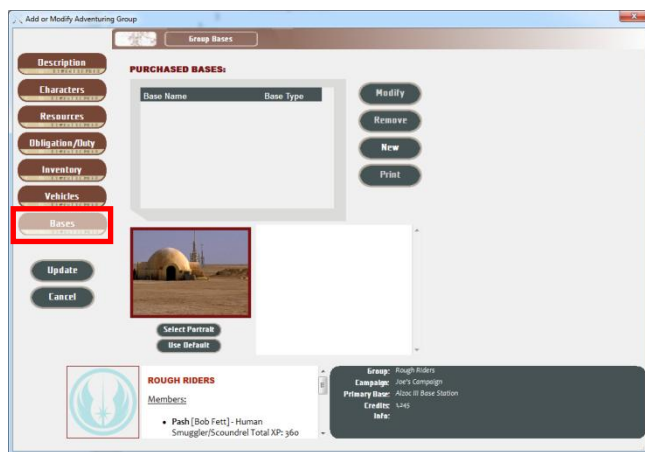 Add or Modify Adventuring Group
Group Bases
Description
Characters
Resources
Obligation/Duty
Inventory
Vehicles
Bases
Update
Cancel
PURCHASED BASES:
Base Name Base Type
Modify
Remove
New
Print
Select Portrait
Use Default
ROUGH RIDERS
Members:
• Pash [Bob Fett] - Human
Smuggler/Scoundrel Total XP: 360
Group: Rough Riders
Campaign: Joe's Campaign
Primary Base: Alzoc III Base Station
Credits: 1,245
Info: